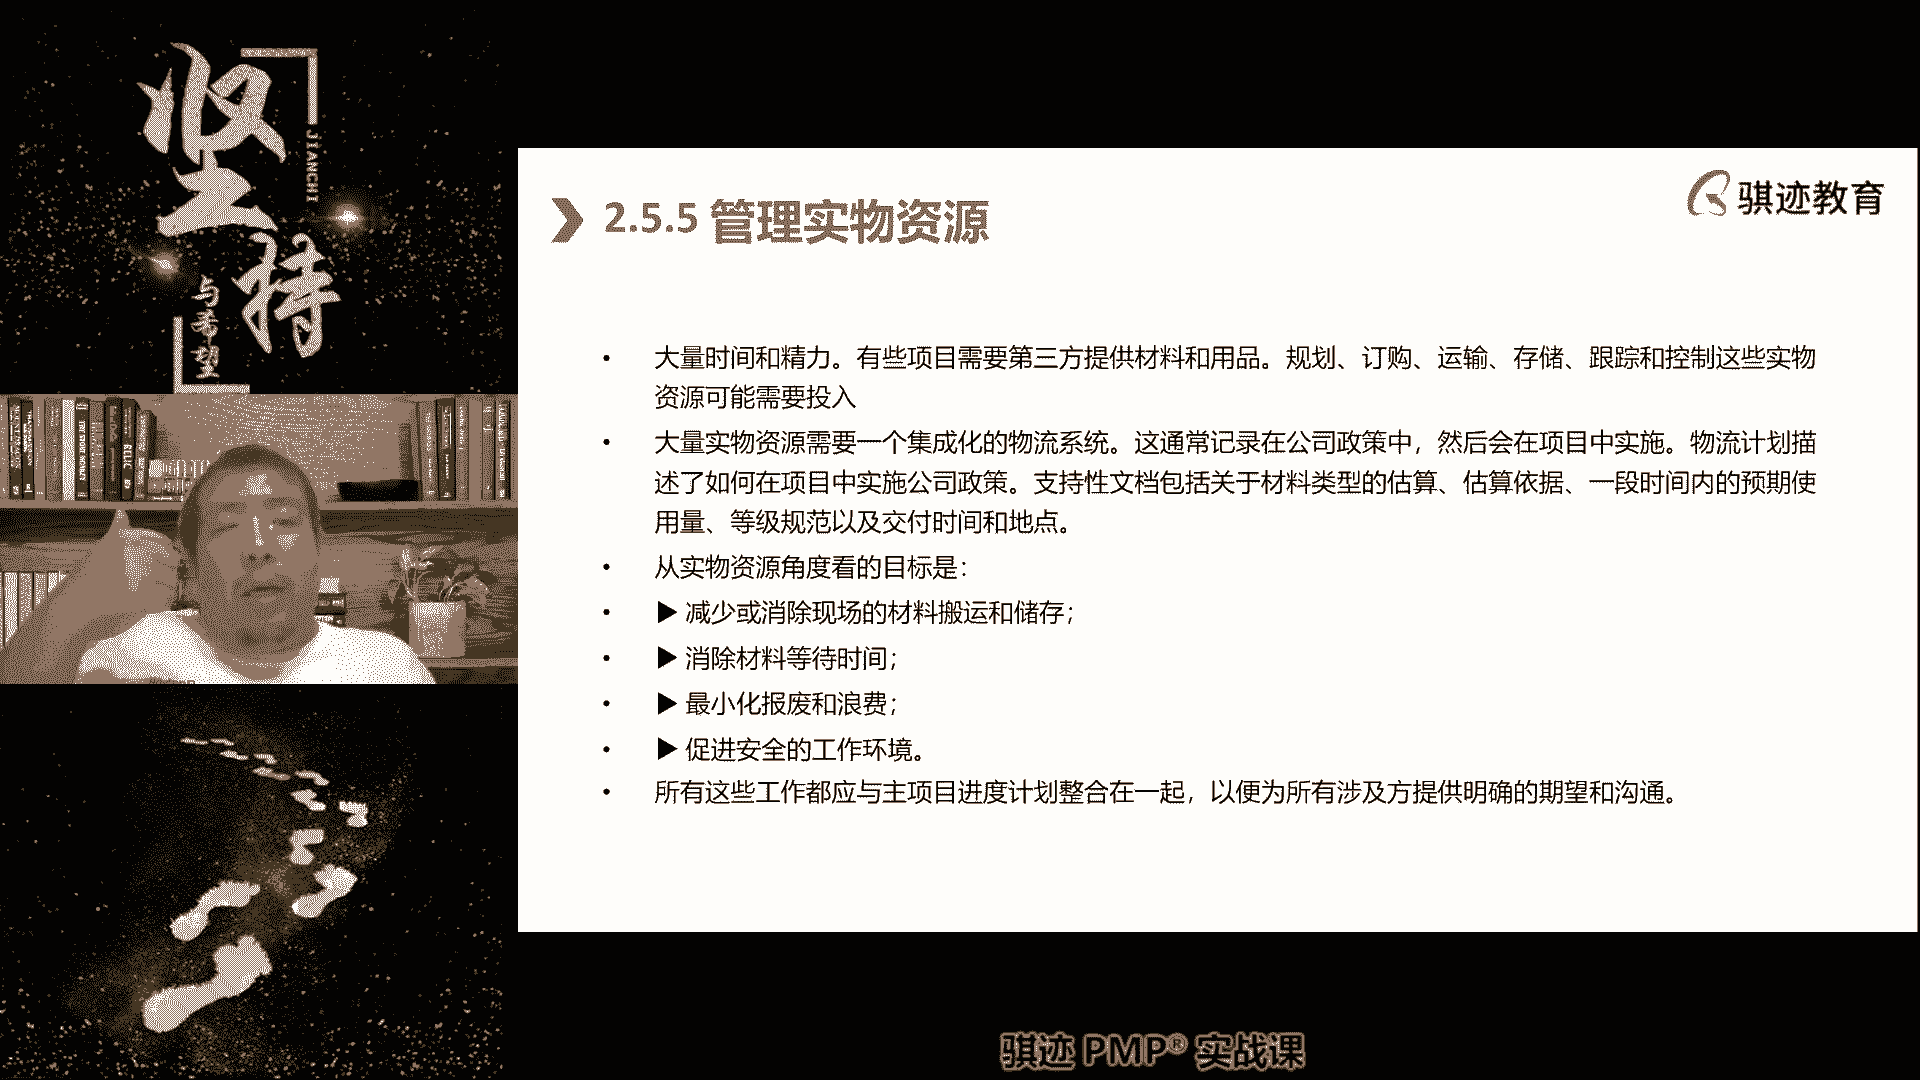 坚持
JIANCHI
与希望
骐迹教育
2.5.5 管理实物资源
• 大量时间和精力。有些项目需要第三方提供材料和用品。规划、订购、运输、存储、跟踪和控制这些实物
资源可能需要投入
• 大量实物资源需要一个集成化的物流系统。这通常记录在公司政策中，然后会在项目中实施。物流计划描
述了如何在项目中实施公司政策。支持性文档包括关于材料类型的估算、估算依据、一段时间内的预期使
用量、等级规范以及交付时间和地点。
• 从实物资源角度看的目标是：
• ▶ 减少或消除现场的材料搬运和储存；
• ▶ 消除材料等待时间；
• ▶ 最小化报废和浪费；
• ▶ 促进安全的工作环境。
• 所有这些工作都应与主项目进度计划整合在一起，以便为所有涉及方提供明确的期望和沟通。
骐迹 PMP® 实战课